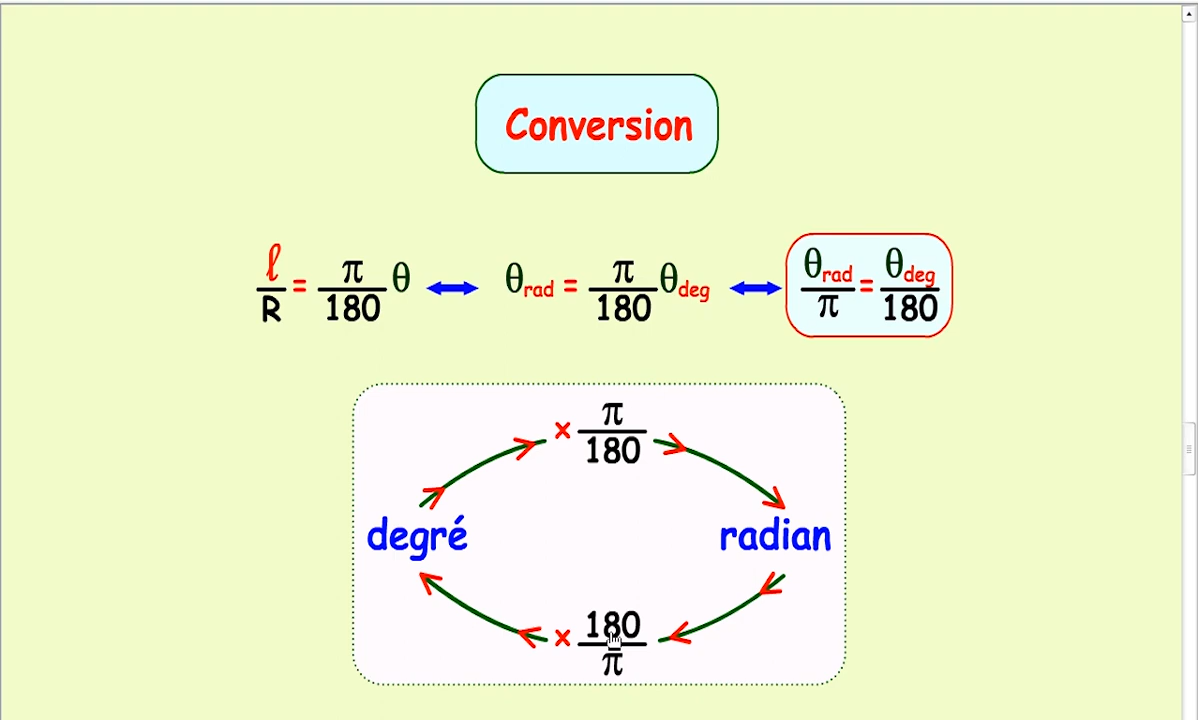 Conversion
ℓ/R = π/180 θ ↔ θrad = π/180 θdeg ↔ θrad/π = θdeg/180
× π/180
degré radian
× 180/π